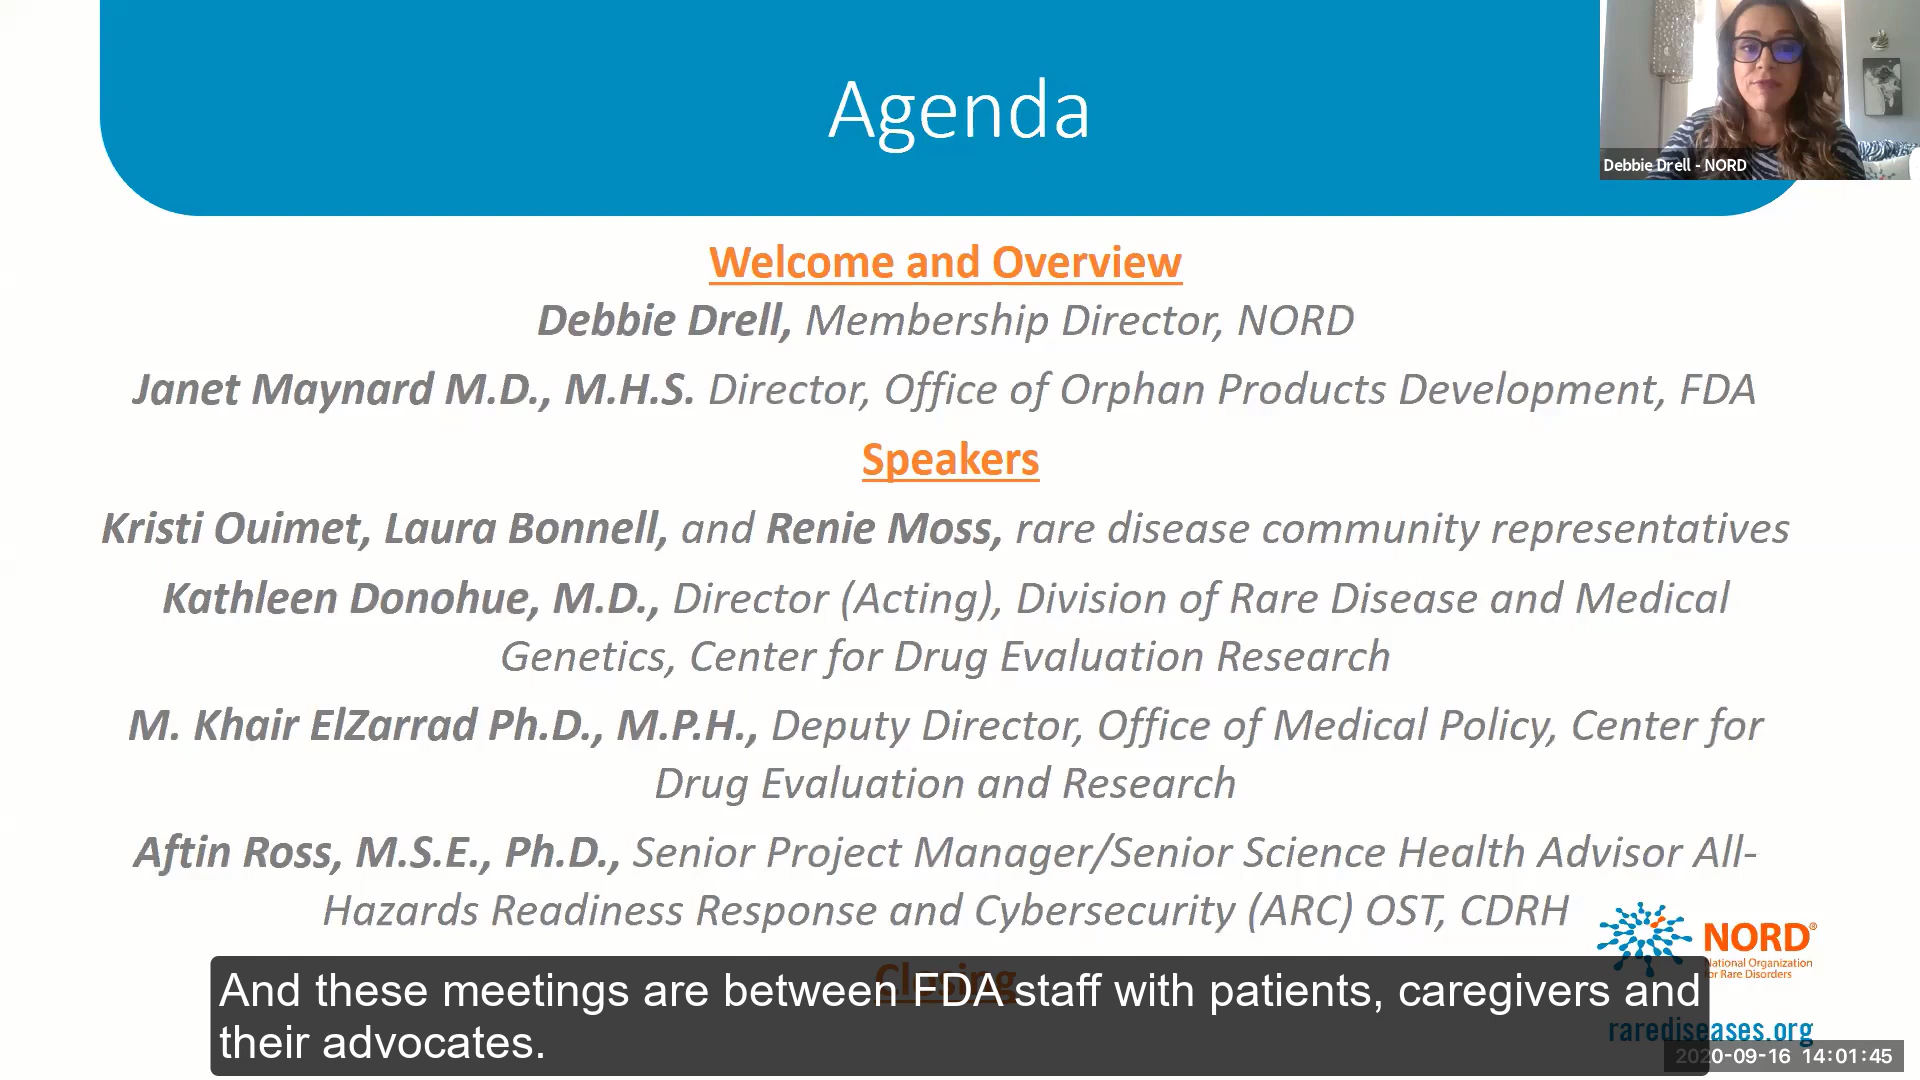 Agenda
Debbie Drell - NORD
Welcome and Overview
Debbie Drell, Membership Director, NORD
Janet Maynard M.D., M.H.S. Director, Office of Orphan Products Development, FDA
Speakers
Kristi Ouimet, Laura Bonnell, and Renie Moss, rare disease community representatives
Kathleen Donohue, M.D., Director (Acting), Division of Rare Disease and Medical
Genetics, Center for Drug Evaluation Research
M. Khair ElZarrad Ph.D., M.P.H., Deputy Director, Office of Medical Policy, Center for
Drug Evaluation and Research
Aftin Ross, M.S.E., Ph.D., Senior Project Manager/Senior Science Health Advisor All-
Hazards Readiness Response and Cybersecurity (ARC) OST, CDRH
NORD®
National Organization
for Rare Disorders
Closing
And these meetings are between FDA staff with patients, caregivers and
their advocates.
rarediseases.org
2020-09-16 14:01:45